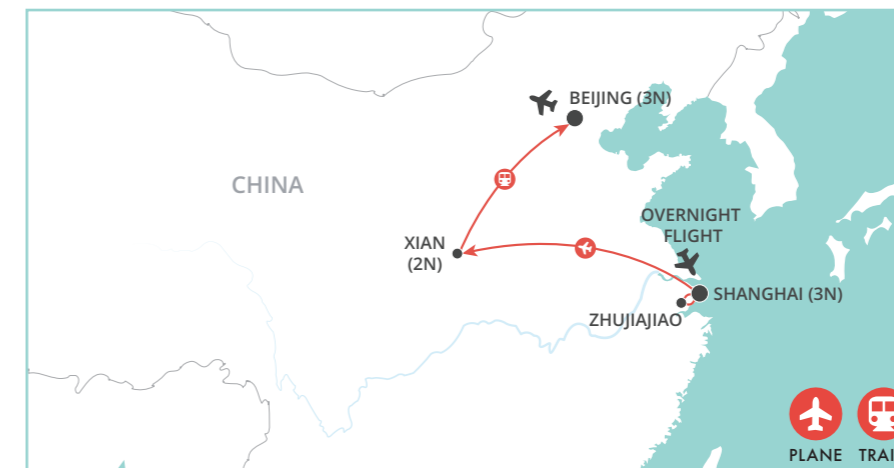 BEIJING (3N)
CHINA
OVERNIGHT
FLIGHT
XIAN
(2N)
SHANGHAI (3N)
ZHUJIAJIAO
PLANE